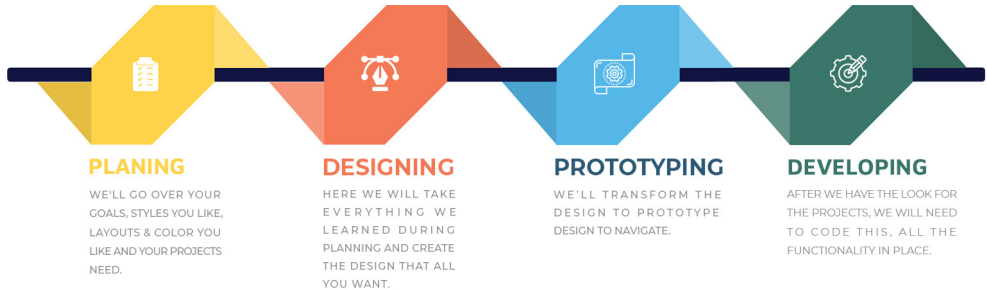 PLANING
WE'LL GO OVER YOUR
GOALS, STYLES YOU LIKE,
LAYOUTS & COLOR YOU
LIKE AND YOUR PROJECTS
NEED.
DESIGNING
HERE WE WILL TAKE
EVERYTHING WE
LEARNED DURING
PLANNING AND CREATE
THE DESIGN THAT ALL
YOU WANT.
PROTOTYPING
WE'LL TRANSFORM THE
DESIGN TO PROTOTYPE
DESIGN TO NAVIGATE.
DEVELOPING
AFTER WE HAVE THE LOOK FOR
THE PROJECTS, WE WILL NEED
TO CODE THIS, ALL THE
FUNCTIONALITY IN PLACE.